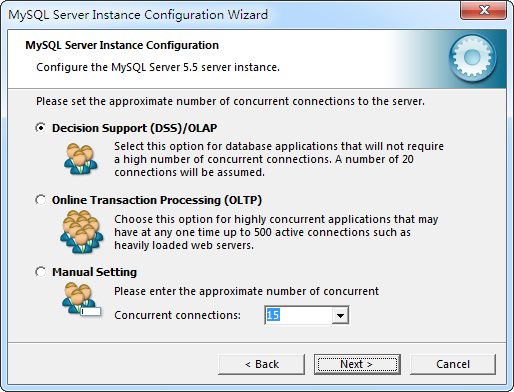 MySQL Server Instance Configuration Wizard
MySQL Server Instance Configuration
Configure the MySQL Server 5.5 server instance.
Please set the approximate number of concurrent connections to the server.
Decision Support (DSS)/OLAP
Select this option for database applications that will not require
a high number of concurrent connections. A number of 20
connections will be assumed.
Online Transaction Processing (OLTP)
Choose this option for highly concurrent applications that may
have at any one time up to 500 active connections such as
heavily loaded web servers.
Manual Setting
Please enter the approximate number of concurrent
Concurrent connections: 15
< Back Next > Cancel